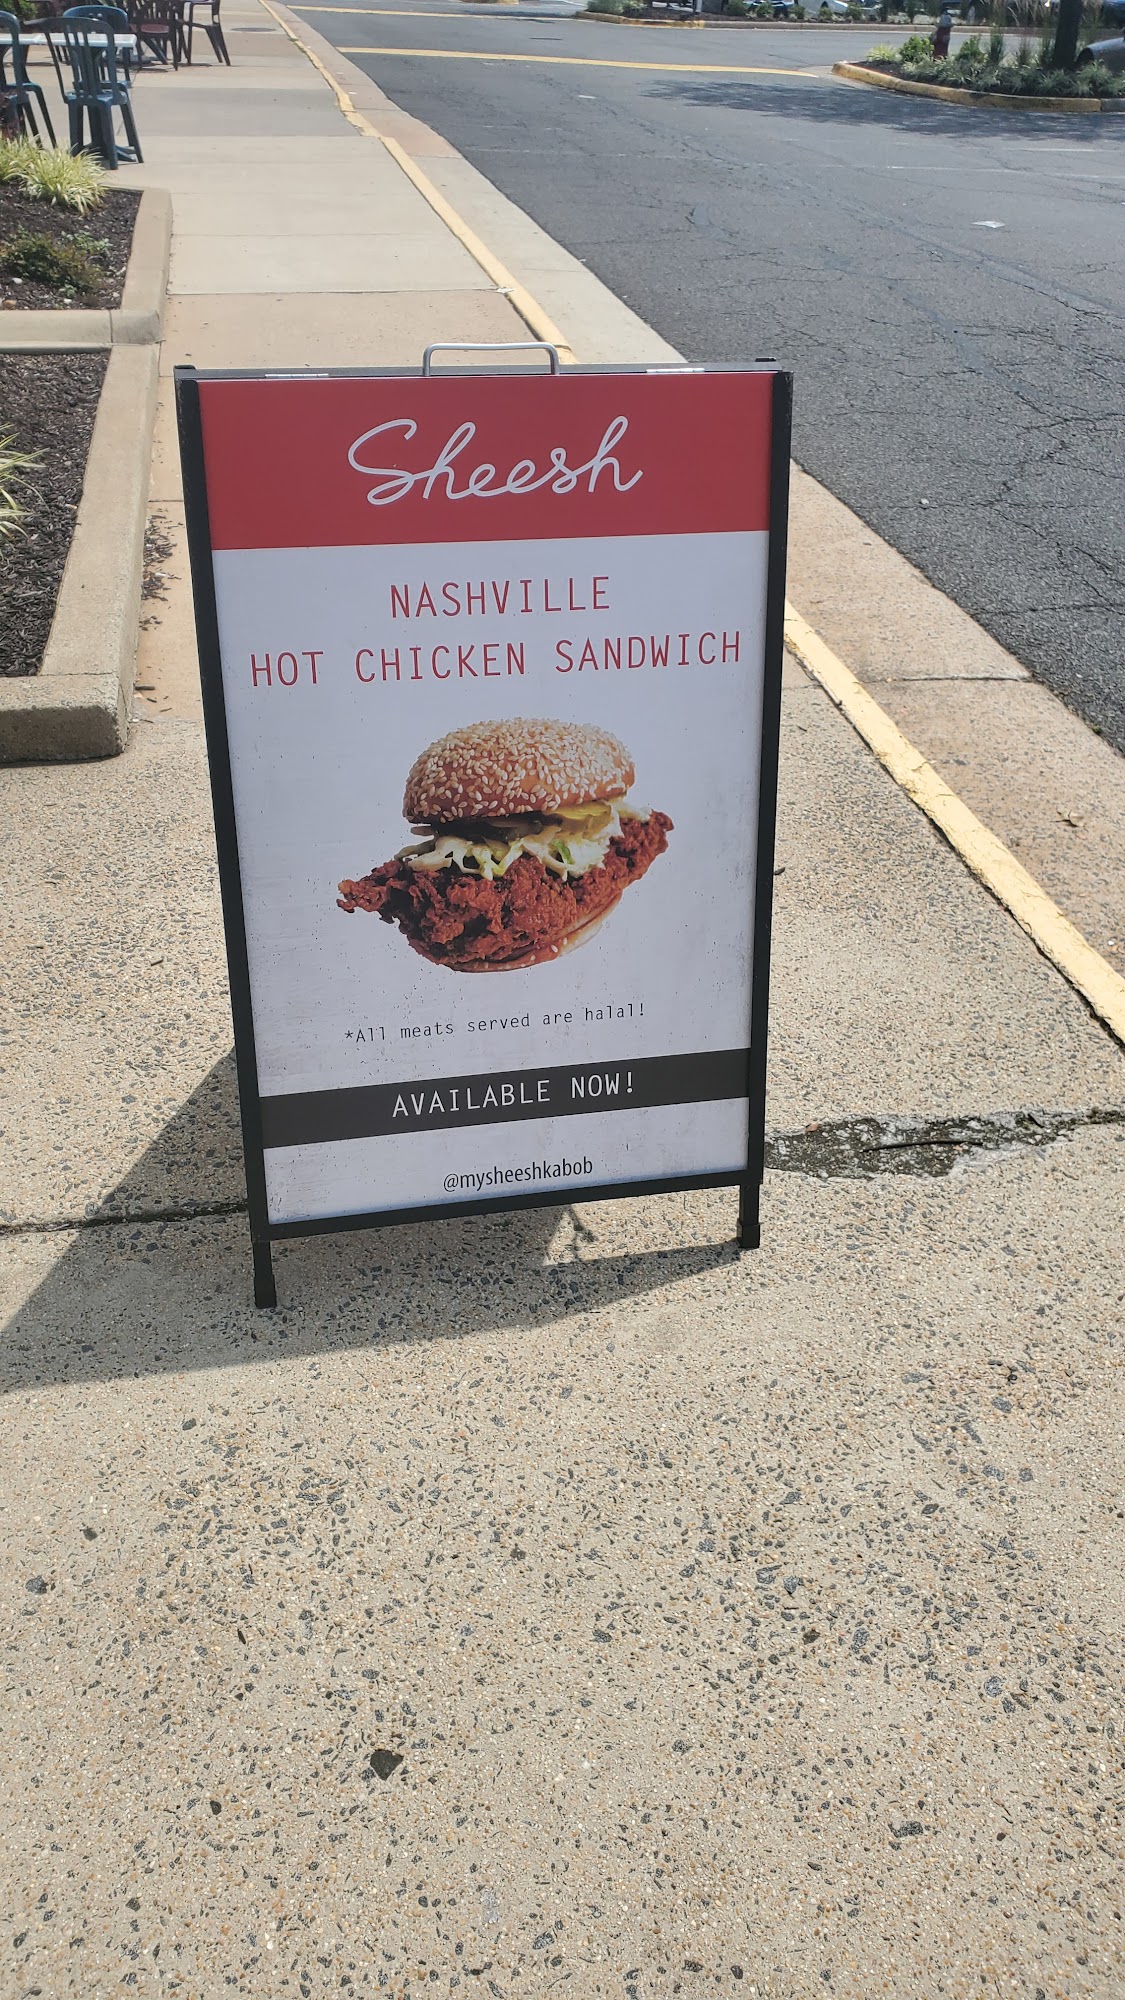 Sheesh
NASHVILLE
HOT CHICKEN SANDWICH
*All meats served are halal!
AVAILABLE NOW!
@mysheeshkabob